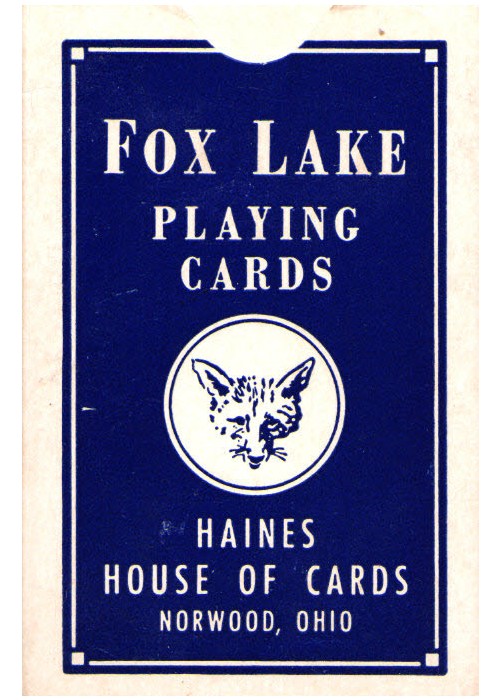 FOX LAKE
PLAYING
CARDS
HAINES
HOUSE OF CARDS
NORWOOD, OHIO